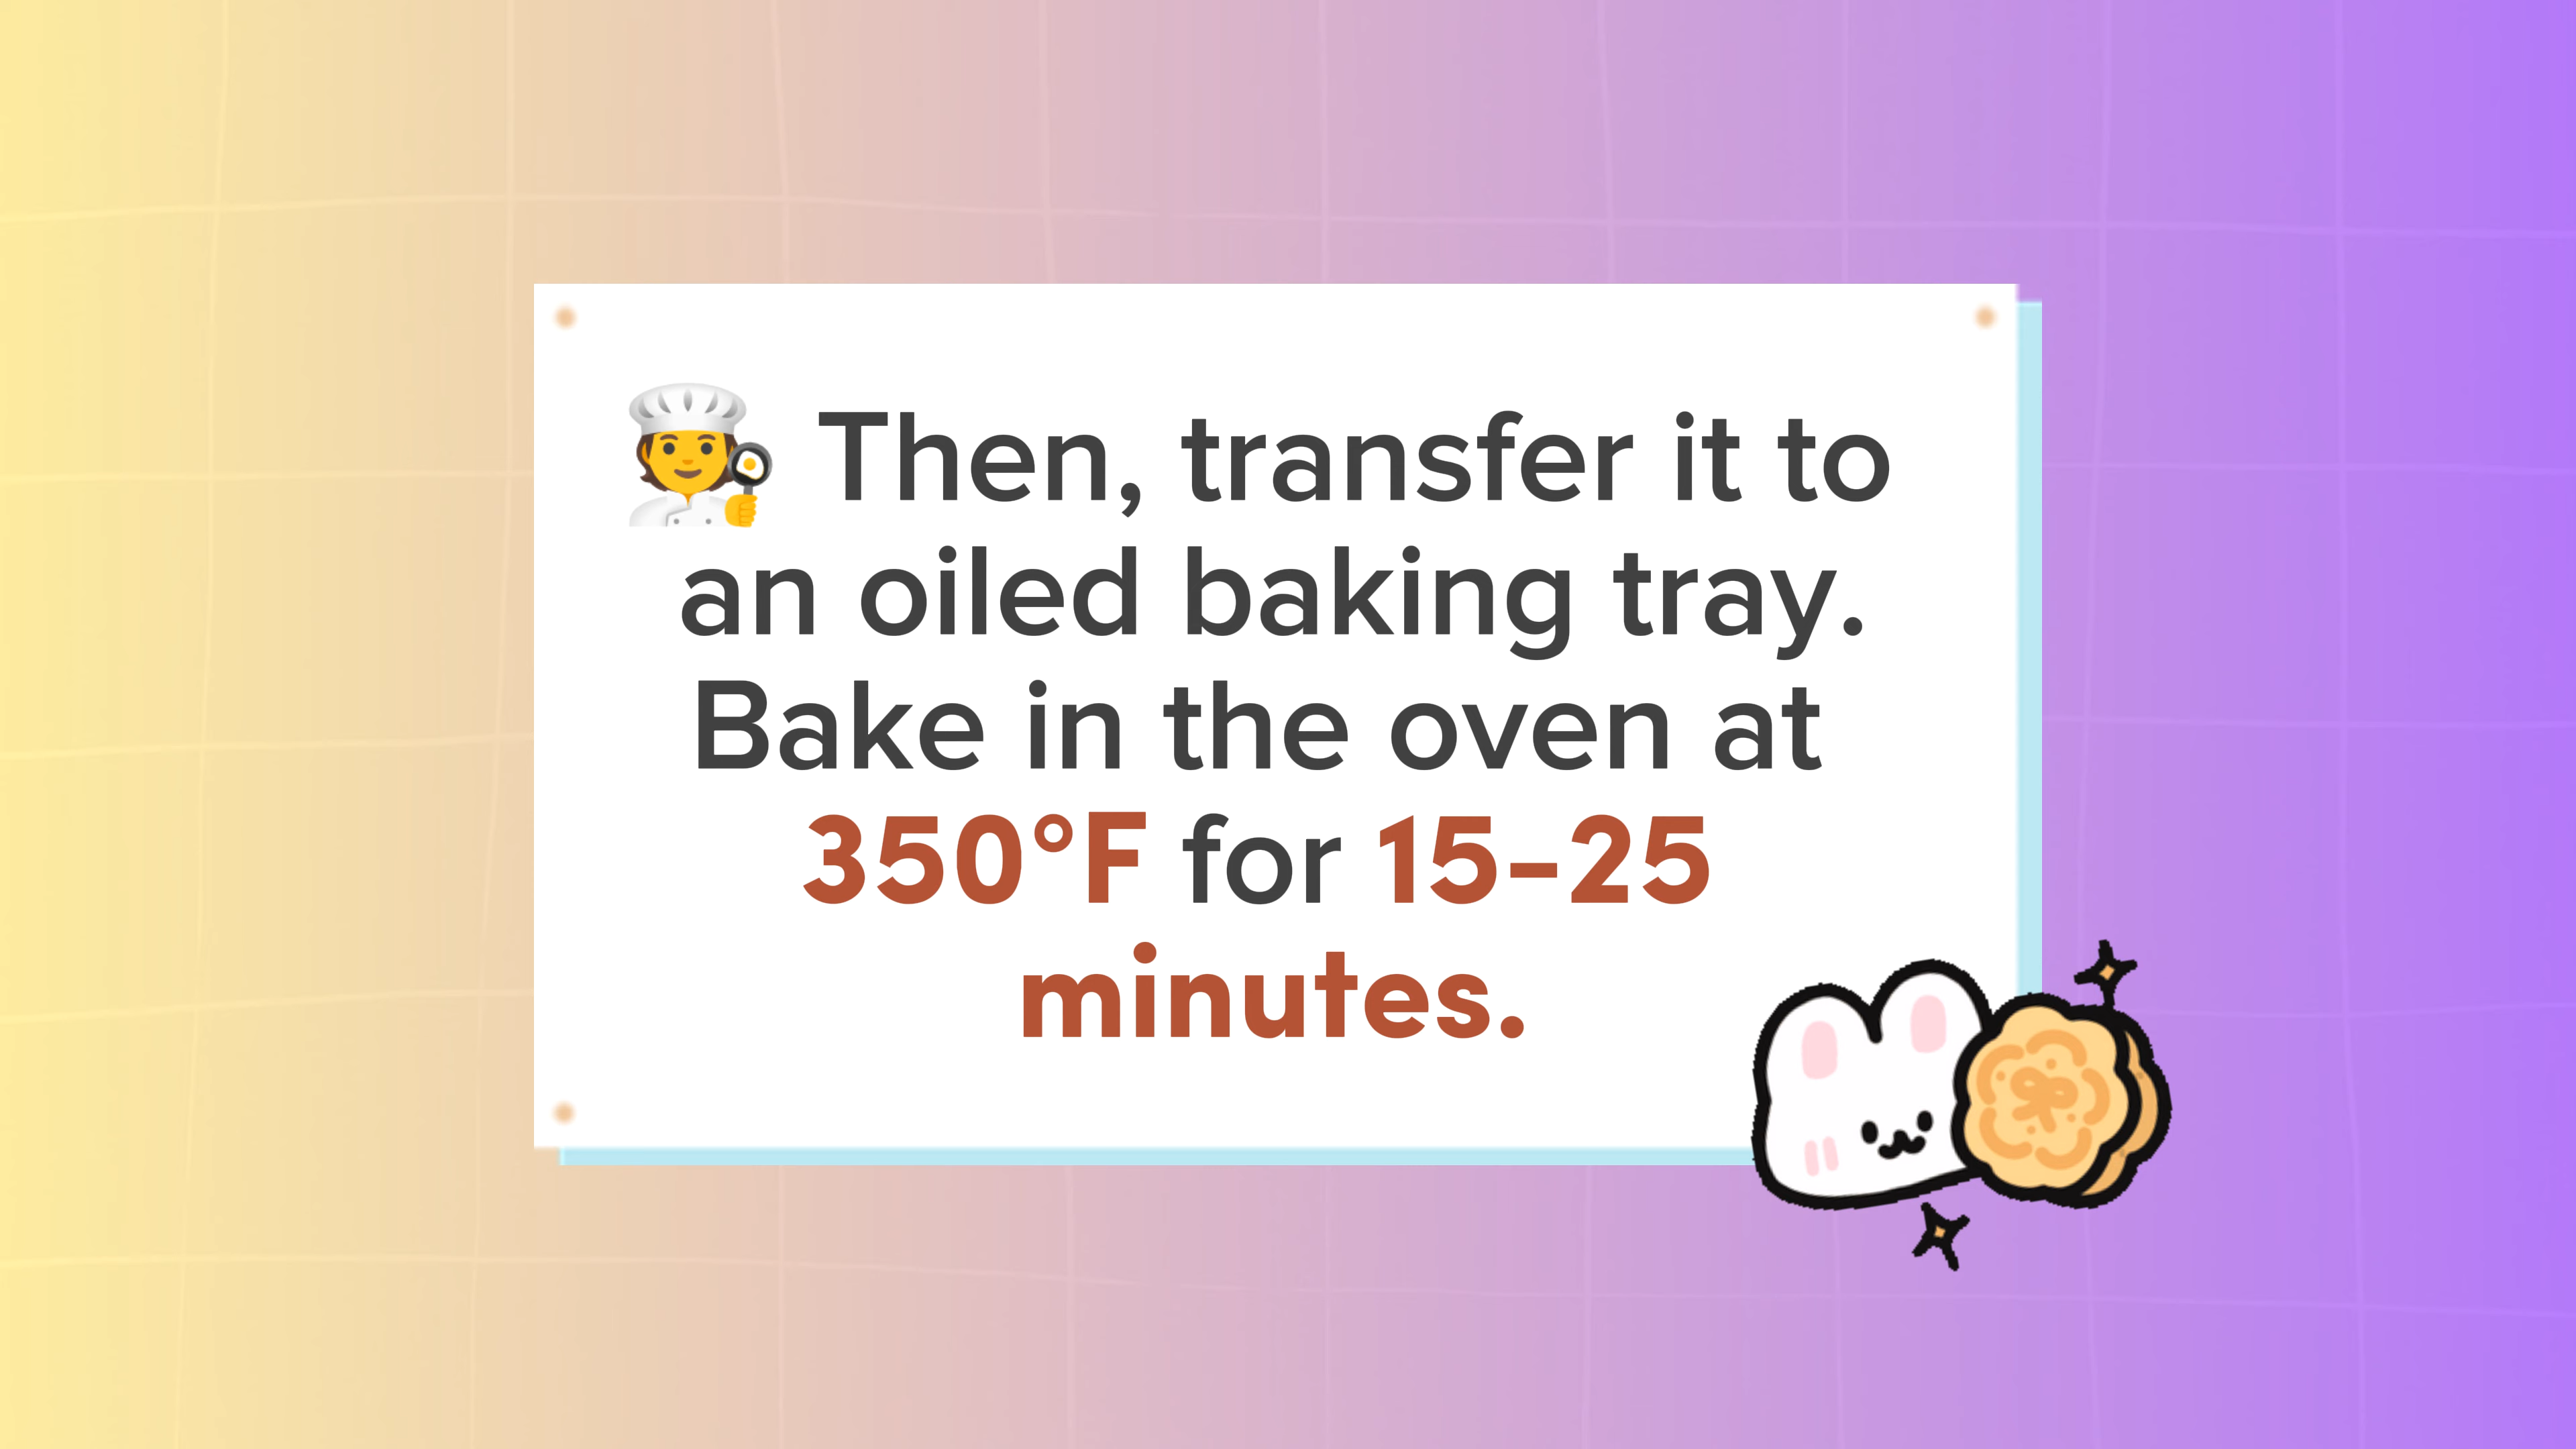 🧑‍🍳 Then, transfer it to
an oiled baking tray.
Bake in the oven at
350°F for 15-25
minutes.